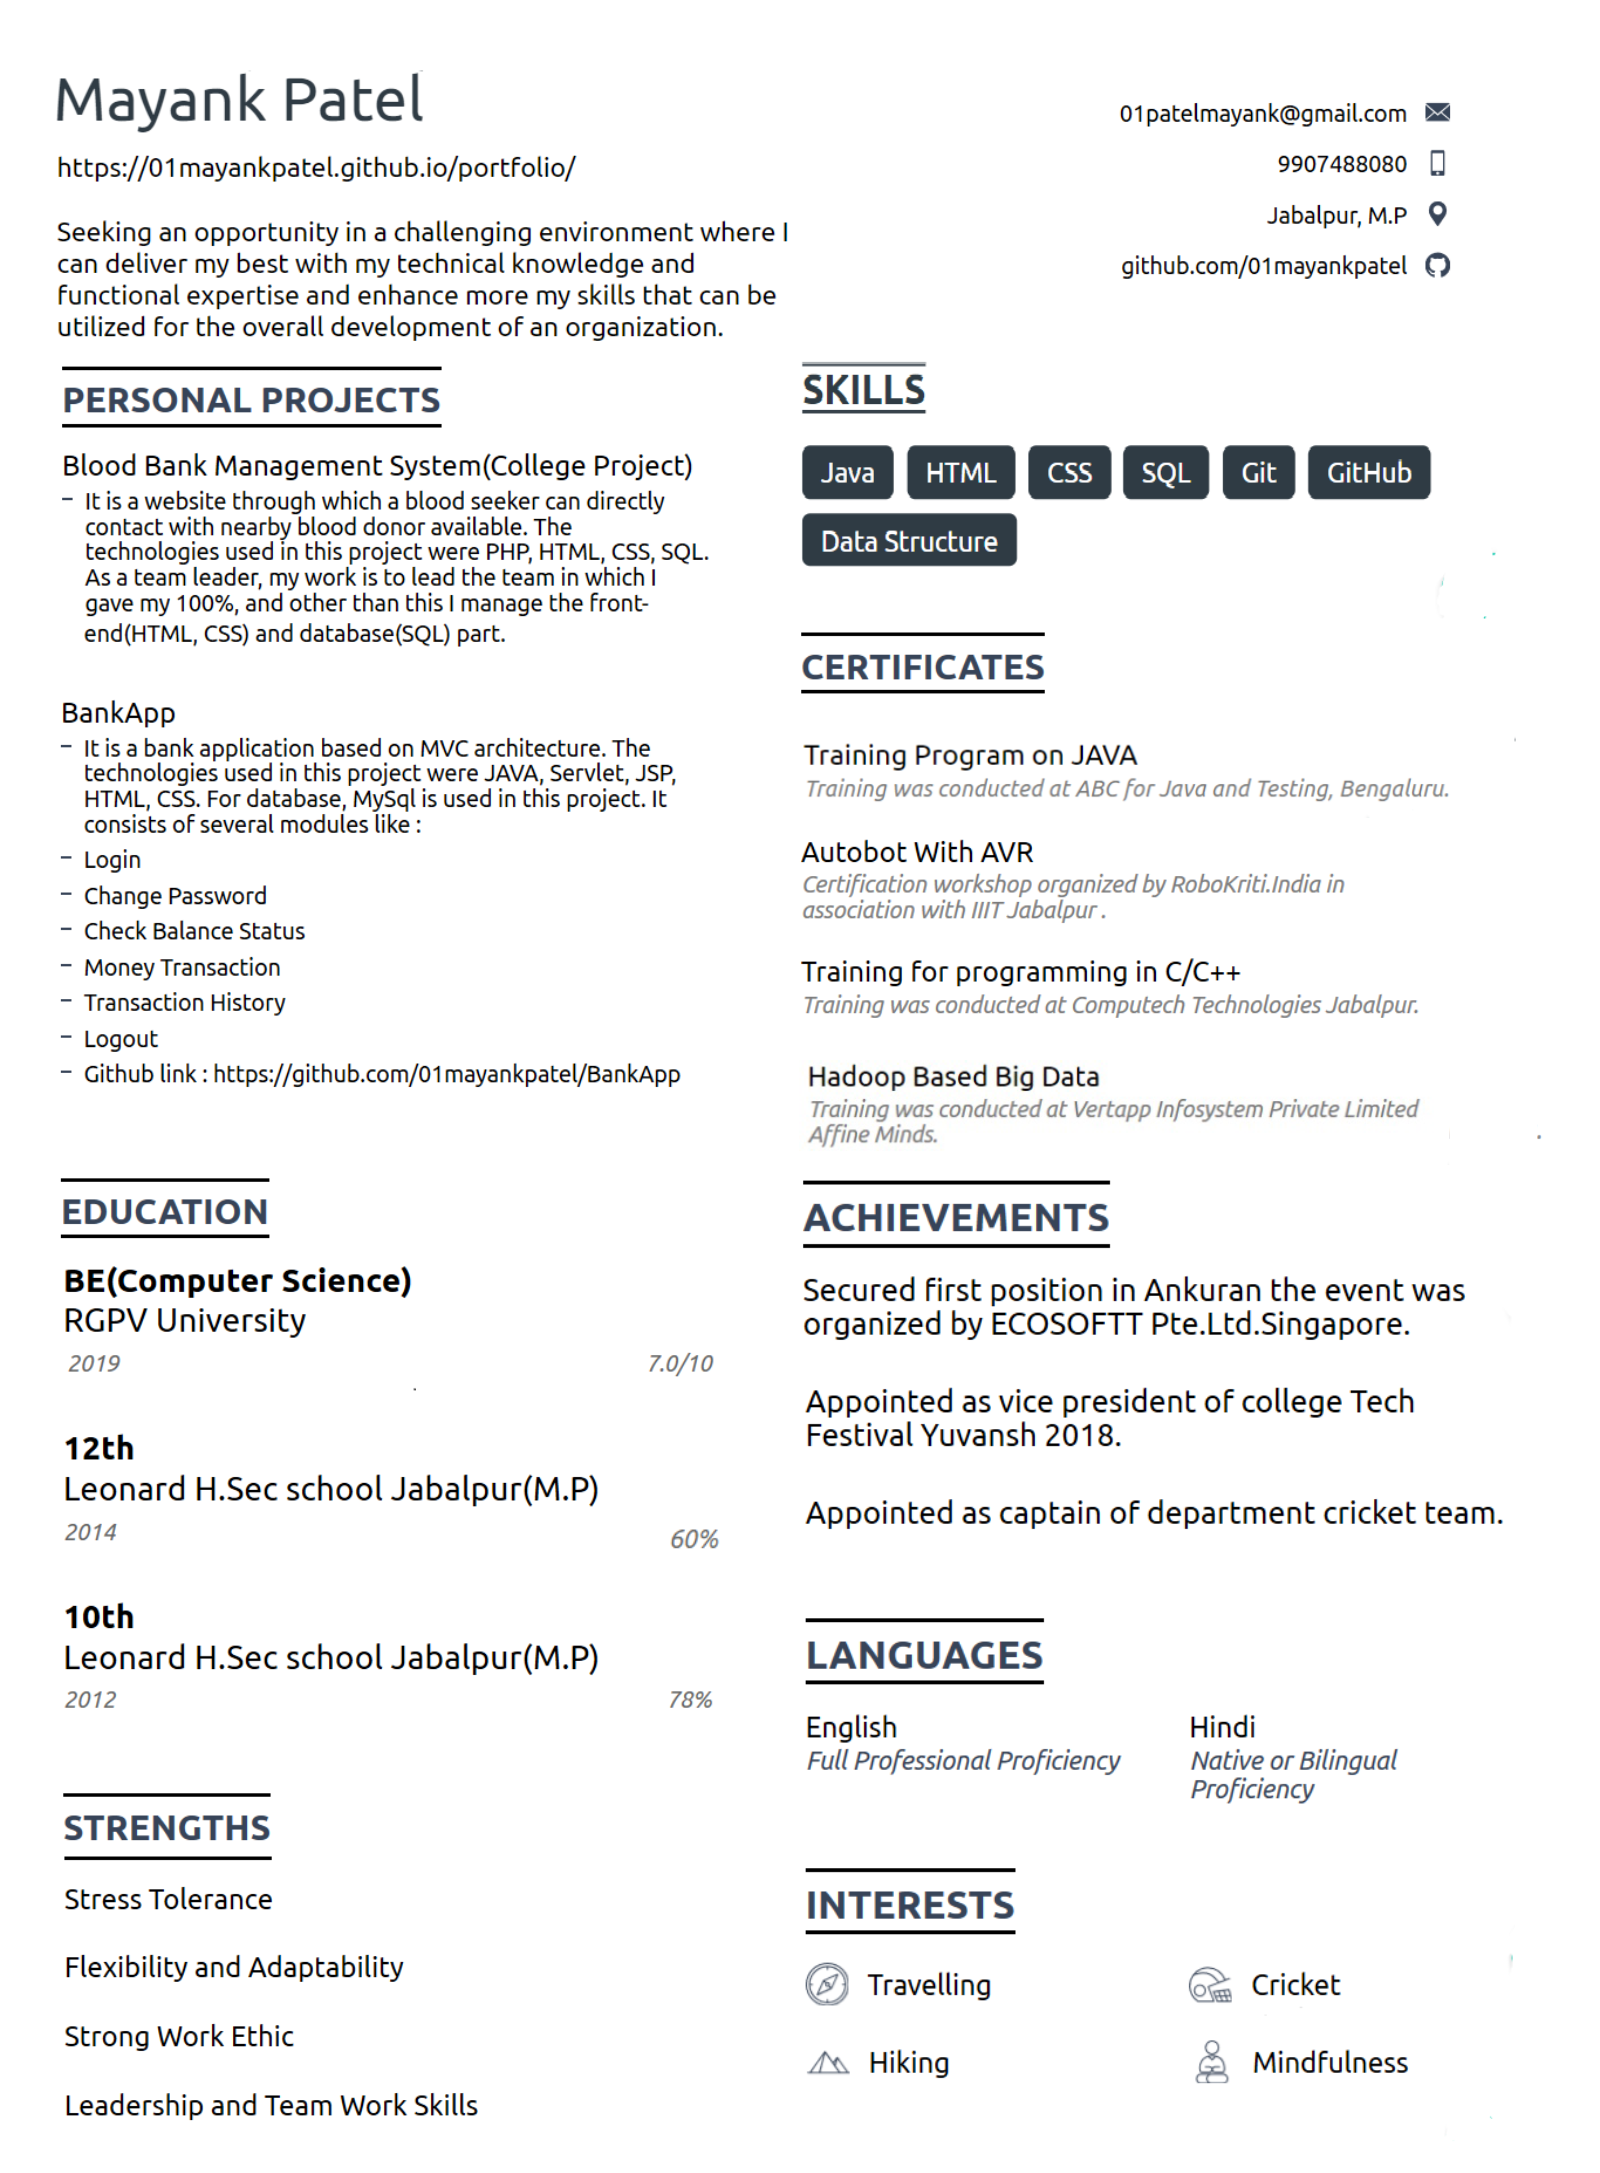 Mayank Patel
https://01mayankpatel.github.io/portfolio/
Seeking an opportunity in a challenging environment where I
can deliver my best with my technical knowledge and
functional expertise and enhance more my skills that can be
utilized for the overall development of an organization.
01patelmayank@gmail.com
9907488080
Jabalpur, M.P
github.com/01mayankpatel
PERSONAL PROJECTS
Blood Bank Management System(College Project)
– It is a website through which a blood seeker can directly
contact with nearby blood donor available. The
technologies used in this project were PHP, HTML, CSS, SQL.
As a team leader, my work is to lead the team in which I
gave my 100%, and other than this I manage the front-
end(HTML, CSS) and database(SQL) part.
BankApp
– It is a bank application based on MVC architecture. The
technologies used in this project were JAVA, Servlet, JSP,
HTML, CSS. For database, MySql is used in this project. It
consists of several modules like :
– Login
– Change Password
– Check Balance Status
– Money Transaction
– Transaction History
– Logout
– Github link : https://github.com/01mayankpatel/BankApp
EDUCATION
BE(Computer Science)
RGPV University
2019 7.0/10
12th
Leonard H.Sec school Jabalpur(M.P)
2014 60%
10th
Leonard H.Sec school Jabalpur(M.P)
2012 78%
STRENGTHS
Stress Tolerance
Flexibility and Adaptability
Strong Work Ethic
Leadership and Team Work Skills
SKILLS
Java HTML CSS SQL Git GitHub
Data Structure
CERTIFICATES
Training Program on JAVA
Training was conducted at ABC for Java and Testing, Bengaluru.
Autobot With AVR
Certification workshop organized by RoboKriti.India in
association with IIIT Jabalpur .
Training for programming in C/C++
Training was conducted at Computech Technologies Jabalpur.
Hadoop Based Big Data
Training was conducted at Vertapp Infosystem Private Limited
Affine Minds.
ACHIEVEMENTS
Secured first position in Ankuran the event was
organized by ECOSOFTT Pte.Ltd.Singapore.
Appointed as vice president of college Tech
Festival Yuvansh 2018.
Appointed as captain of department cricket team.
LANGUAGES
English
Full Professional Proficiency
Hindi
Native or Bilingual
Proficiency
INTERESTS
Travelling Cricket
Hiking Mindfulness